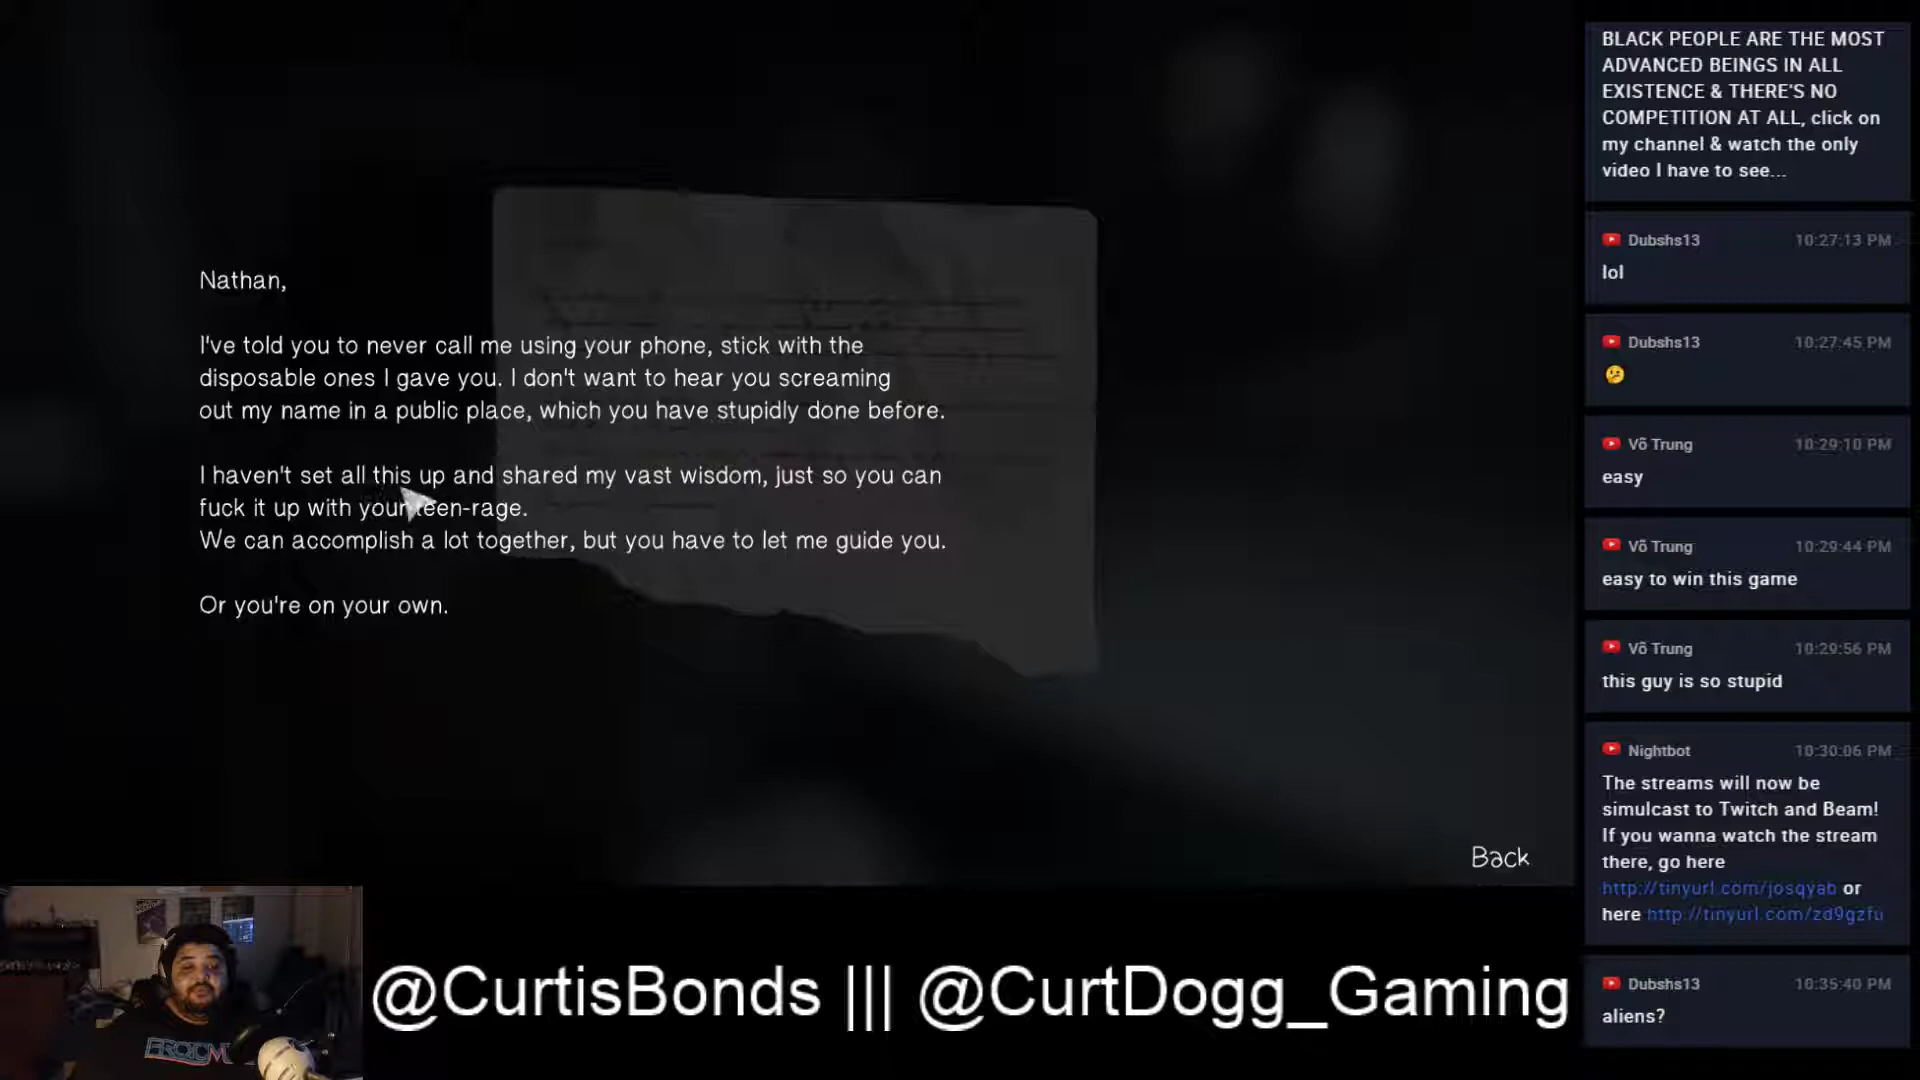 Nathan,
I've told you to never call me using your phone, stick with the
disposable ones I gave you. I don't want to hear you screaming
out my name in a public place, which you have stupidly done before.
I haven't set all this up and shared my vast wisdom, just so you can
fuck it up with your teen-rage.
We can accomplish a lot together, but you have to let me guide you.
Or you're on your own.
Back
@CurtisBonds ||| @CurtDogg_Gaming
BLACK PEOPLE ARE THE MOST
ADVANCED BEINGS IN ALL
EXISTENCE & THERE'S NO
COMPETITION AT ALL, click on
my channel & watch the only
video I have to see...
Dubshs13 10:27:13 PM
lol
Dubshs13 10:27:45 PM
🤔
Võ Trung 10:29:10 PM
easy
Võ Trung 10:29:44 PM
easy to win this game
Võ Trung 10:29:56 PM
this guy is so stupid
Nightbot 10:30:06 PM
The streams will now be
simulcast to Twitch and Beam!
If you wanna watch the stream
there, go here
http://tinyurl.com/josqyab or
here http://tinyurl.com/zd9gzfu
Dubshs13 10:35:40 PM
aliens?